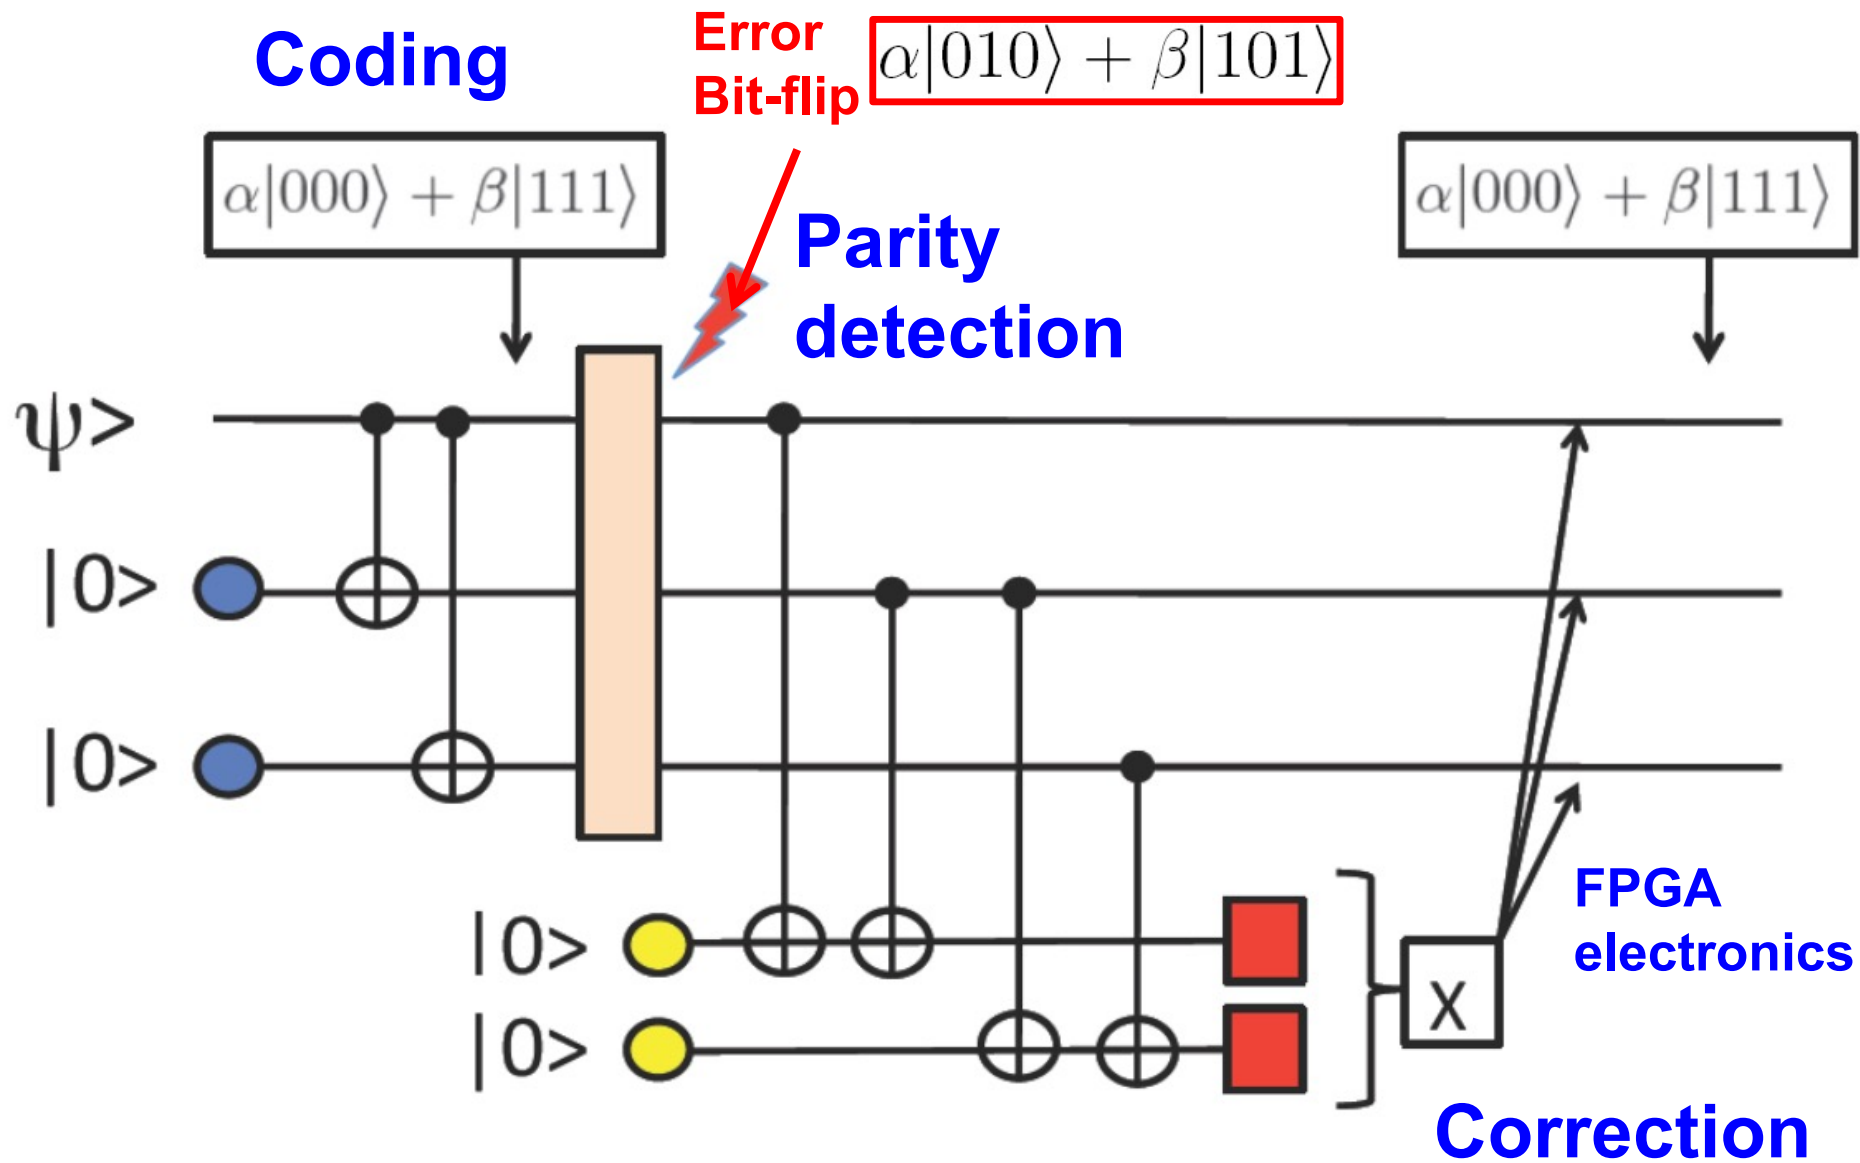 Coding
Error
Bit-flip
α|010⟩ + β|101⟩
α|000⟩ + β|111⟩
α|000⟩ + β|111⟩
Parity
detection
ψ>
|0>
|0>
|0>
|0>
X
FPGA
electronics
Correction